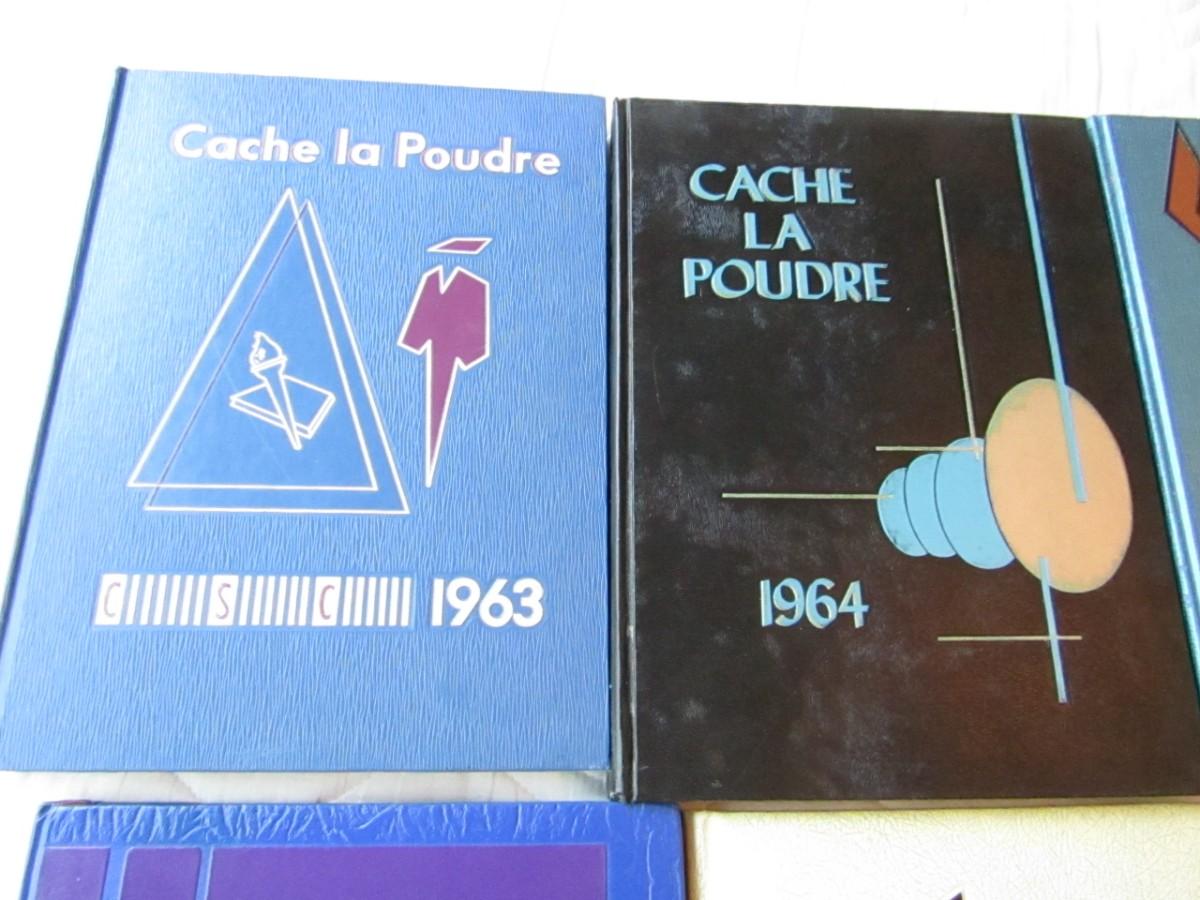 Cache la Poudre
C S C 1963
CACHE
LA
POUDRE
1964